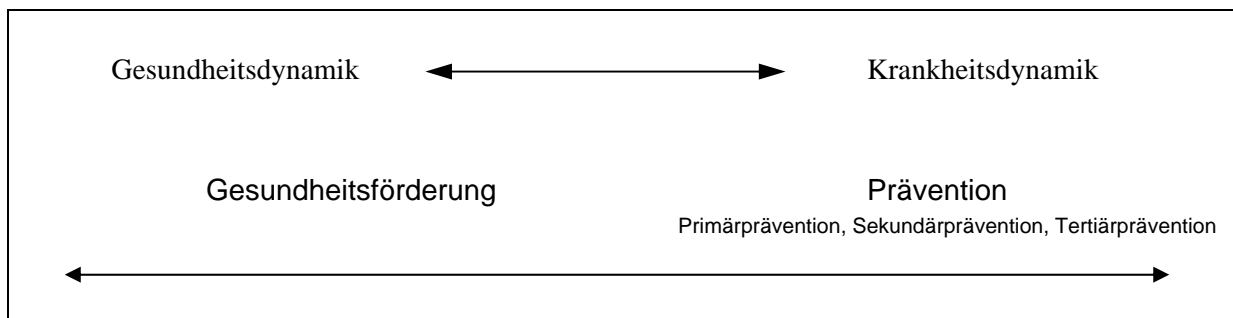 Gesundheitsdynamik Krankheitsdynamik
Gesundheitsförderung Prävention
Primärprävention, Sekundärprävention, Tertiärprävention